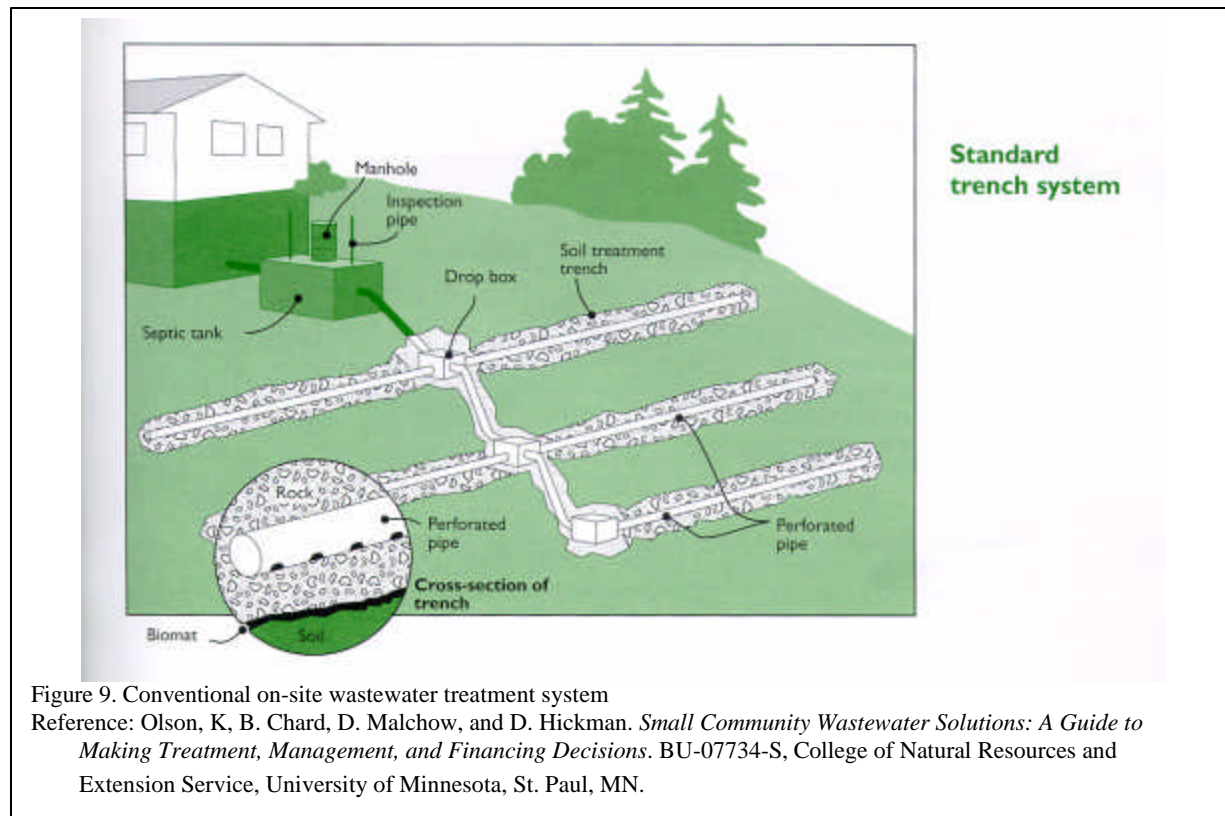 Standard
trench system
Manhole
Inspection
pipe
Soil treatment
trench
Drop box
Septic tank
Rock
Perforated
pipe
Perforated
pipe
Cross-section of
trench
Biomat
Soil
Figure 9. Conventional on-site wastewater treatment system
Reference: Olson, K, B. Chard, D. Malchow, and D. Hickman. Small Community Wastewater Solutions: A Guide to
Making Treatment, Management, and Financing Decisions. BU-07734-S, College of Natural Resources and
Extension Service, University of Minnesota, St. Paul, MN.